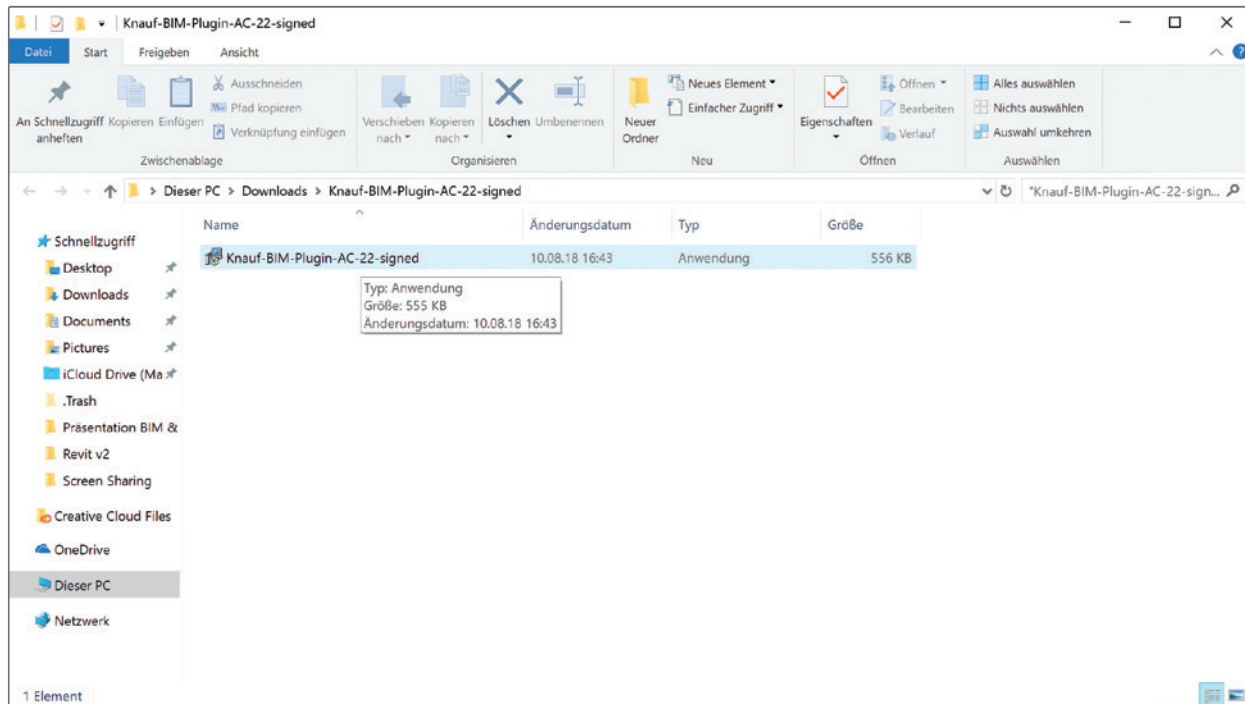 Knauf-BIM-Plugin-AC-22-signed
Datei Start Freigeben Ansicht
An Schnellzugriff anheften
Kopieren
Einfügen
Ausschneiden
Pfad kopieren
Verknüpfung einfügen
Zwischenablage
Verschieben nach
Kopieren nach
Löschen
Umbenennen
Organisieren
Neuer Ordner
Neues Element
Einfacher Zugriff
Neu
Eigenschaften
Öffnen
Bearbeiten
Verlauf
Öffnen
Alles auswählen
Nichts auswählen
Auswahl umkehren
Auswählen
Dieser PC > Downloads > Knauf-BIM-Plugin-AC-22-signed
"Knauf-BIM-Plugin-AC-22-sign...
Name Änderungsdatum Typ Größe
Knauf-BIM-Plugin-AC-22-signed 10.08.18 16:43 Anwendung 556 KB
Typ: Anwendung
Größe: 555 KB
Änderungsdatum: 10.08.18 16:43
Schnellzugriff
Desktop
Downloads
Documents
Pictures
iCloud Drive (Ma
.Trash
Präsentation BIM &
Revit v2
Screen Sharing
Creative Cloud Files
OneDrive
Dieser PC
Netzwerk
1 Element